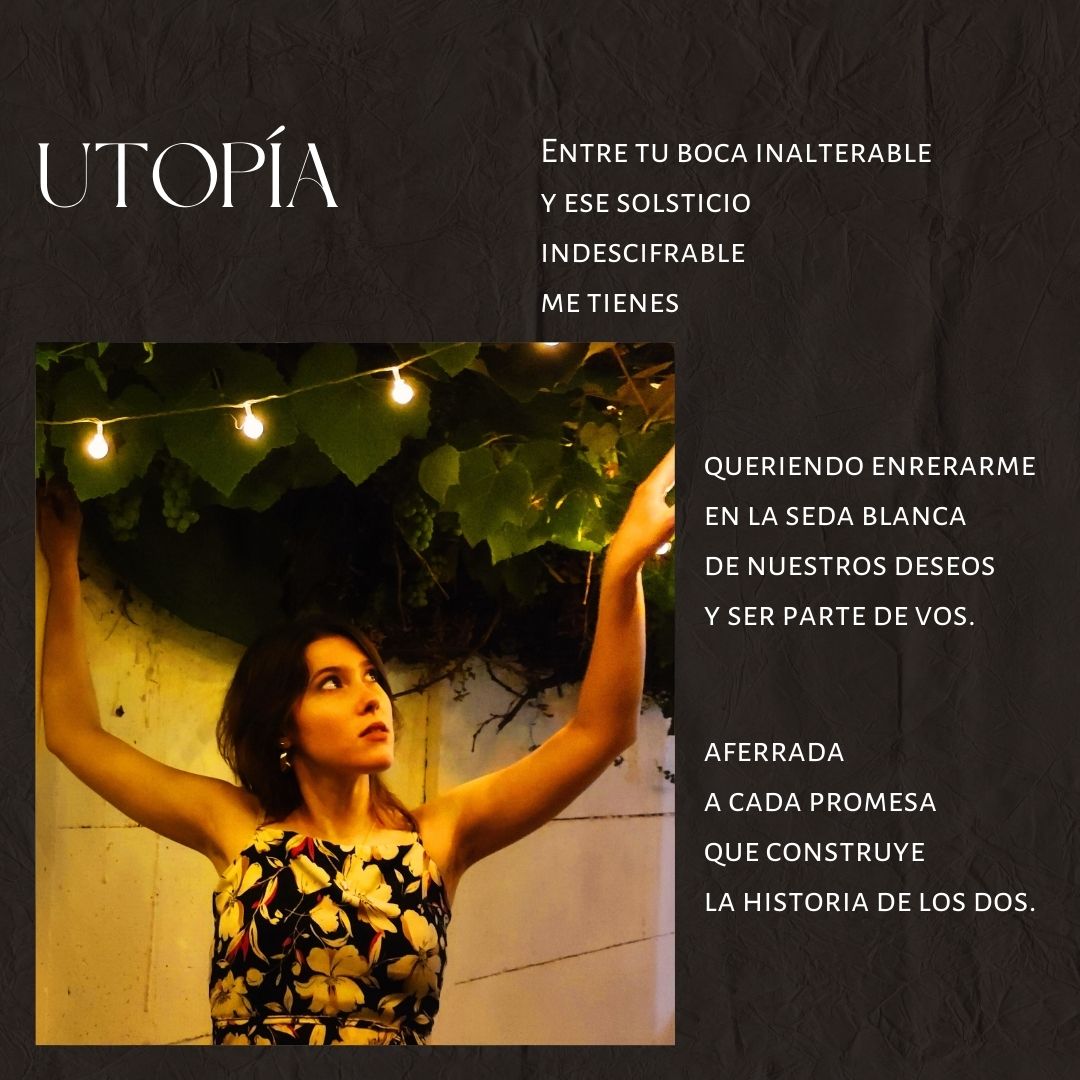 UTOPÍA
Entre tu boca inalterable
y ese solsticio
indescifrable
me tienes
queriendo enrerarme
en la seda blanca
de nuestros deseos
y ser parte de vos.
aferrada
a cada promesa
que construye
la historia de los dos.